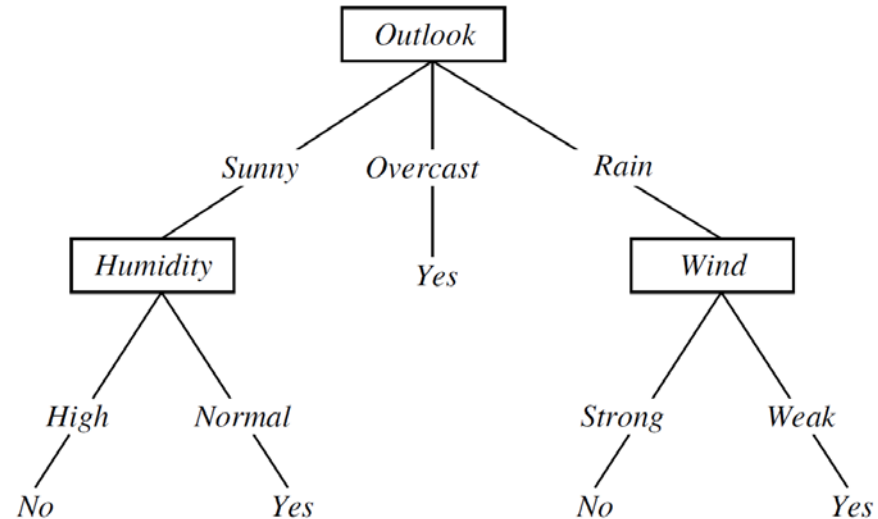 Outlook
Sunny Overcast Rain
Humidity Yes Wind
High Normal Strong Weak
No Yes No Yes